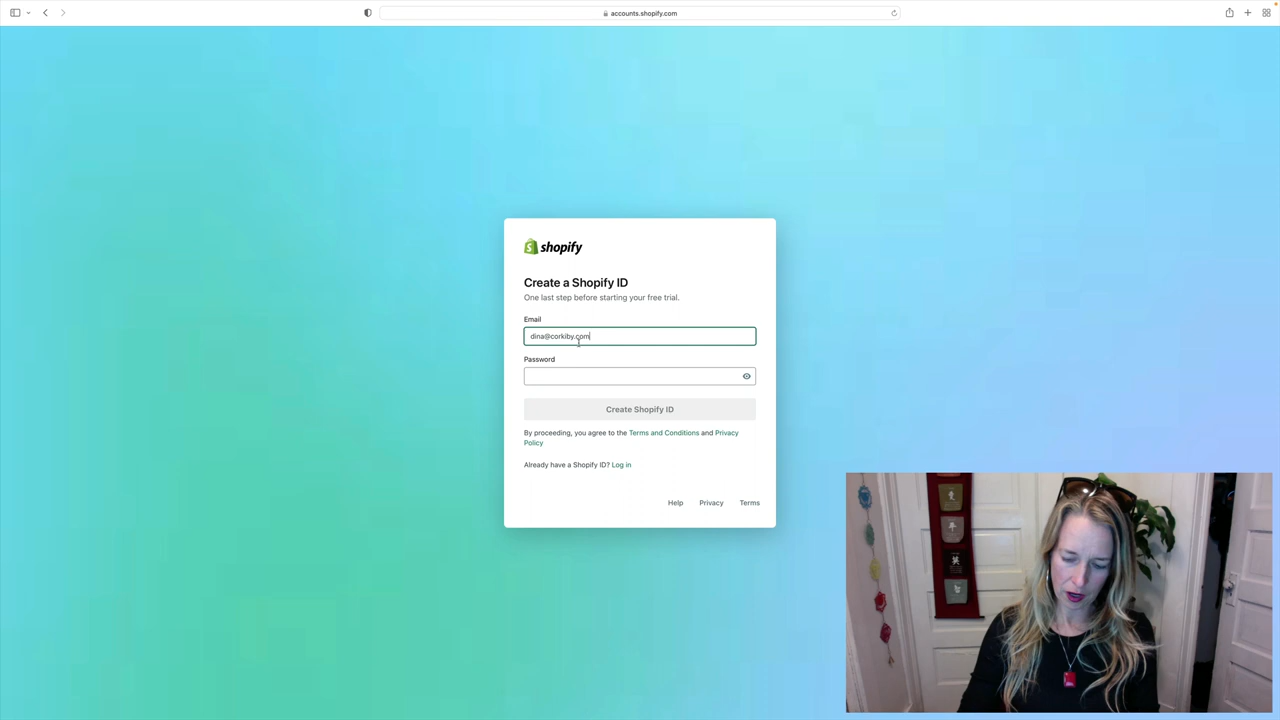 accounts.shopify.com
shopify
Create a Shopify ID
One last step before starting your free trial.
Email
dina@corkiby.com
Password
Create Shopify ID
By proceeding, you agree to the Terms and Conditions and Privacy
Policy
Already have a Shopify ID? Log in
Help Privacy Terms